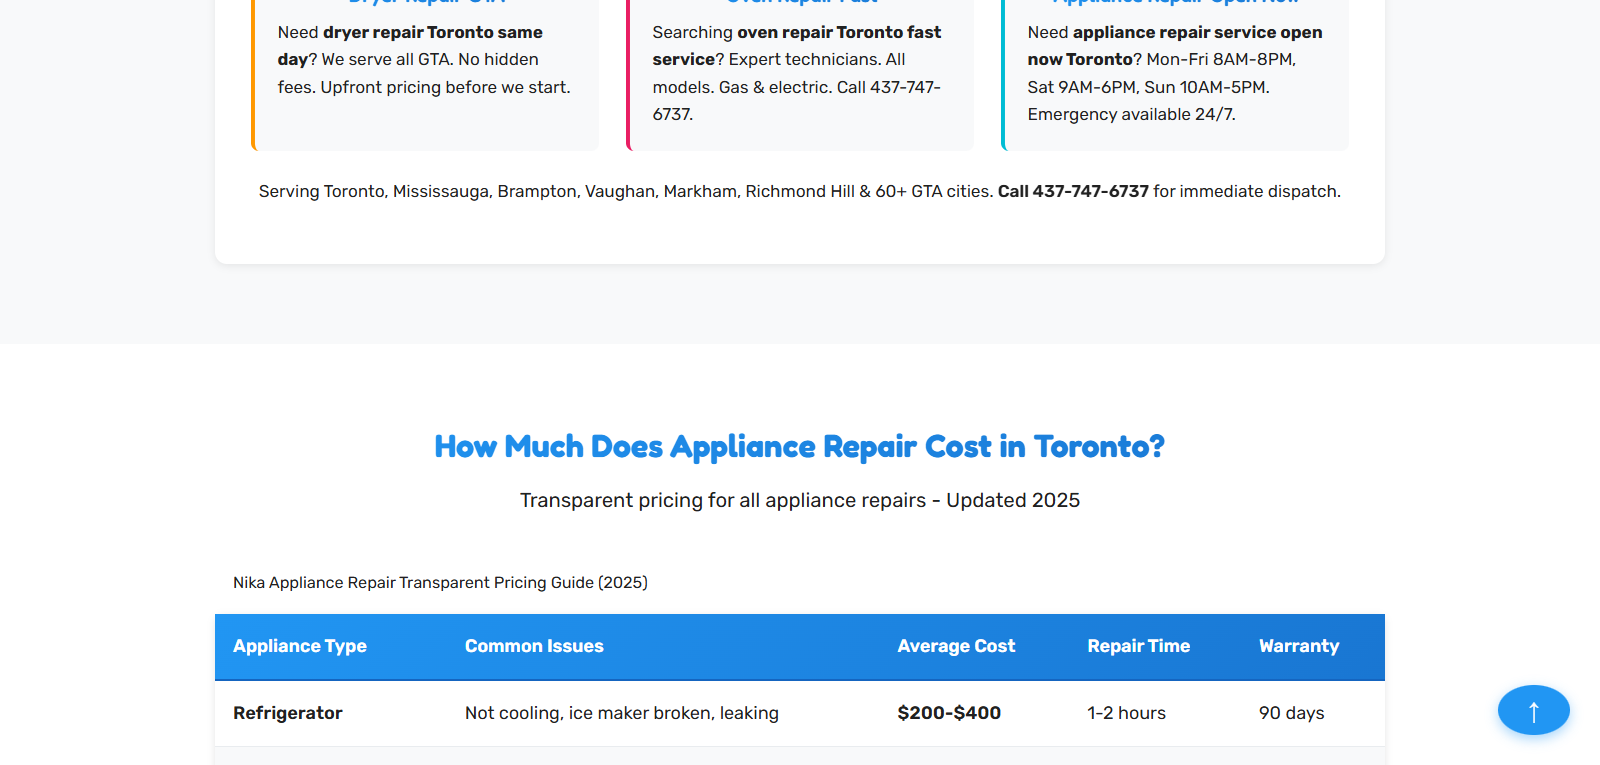 Need dryer repair Toronto same
day? We serve all GTA. No hidden
fees. Upfront pricing before we start.
Searching oven repair Toronto fast
service? Expert technicians. All
models. Gas & electric. Call 437-747-
6737.
Need appliance repair service open
now Toronto? Mon-Fri 8AM-8PM,
Sat 9AM-6PM, Sun 10AM-5PM.
Emergency available 24/7.
Serving Toronto, Mississauga, Brampton, Vaughan, Markham, Richmond Hill & 60+ GTA cities. Call 437-747-6737 for immediate dispatch.
How Much Does Appliance Repair Cost in Toronto?
Transparent pricing for all appliance repairs - Updated 2025
Nika Appliance Repair Transparent Pricing Guide (2025)
Appliance Type Common Issues Average Cost Repair Time Warranty
Refrigerator Not cooling, ice maker broken, leaking $200-$400 1-2 hours 90 days
↑